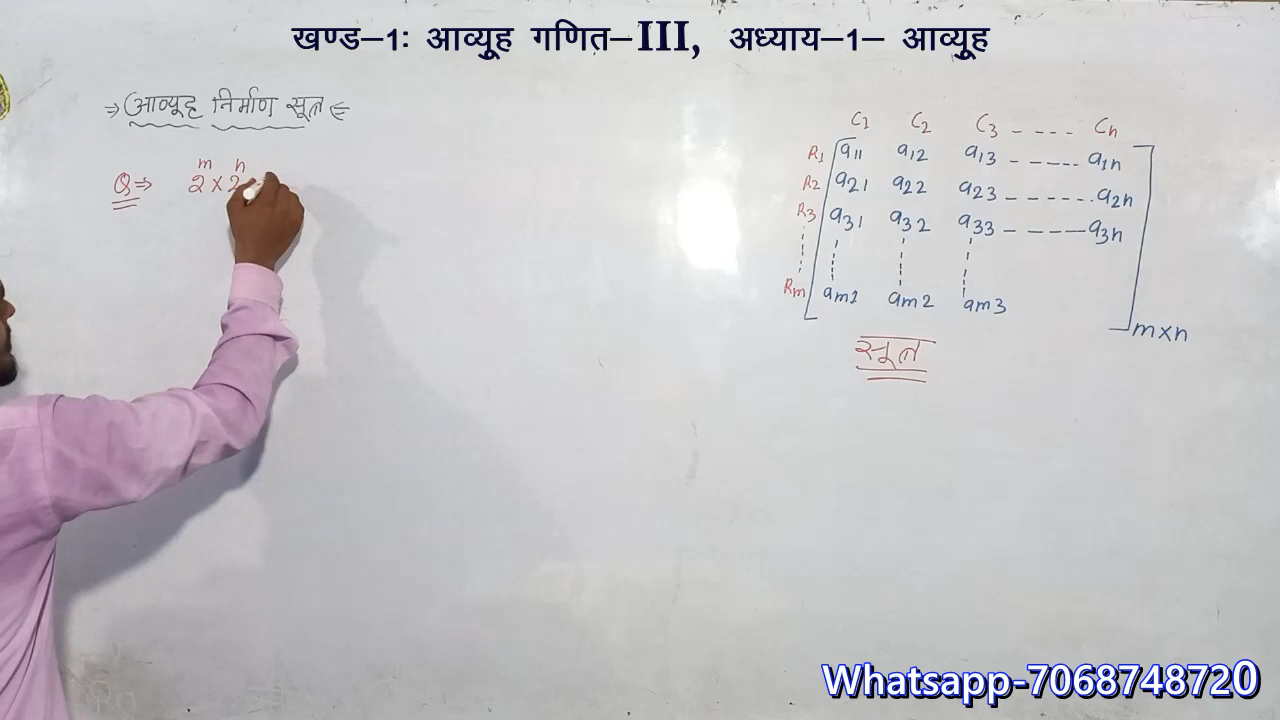 खण्ड–1: आव्यूह गणित–III, अध्याय–1– आव्यूह
⇒ आव्यूह निर्माण सूत्र ⇐
m n
Q ⇒ 2 × 2
C1 C2 C3 - - - - Cn
R1 a11 a12 a13 - - - - - a1n
R2 a21 a22 a23 - - - - - - a2n
R3 a31 a32 a33 - - - - - a3n
Rm am1 am2 am3
m×n
सूत्र
Whatsapp-7068748720